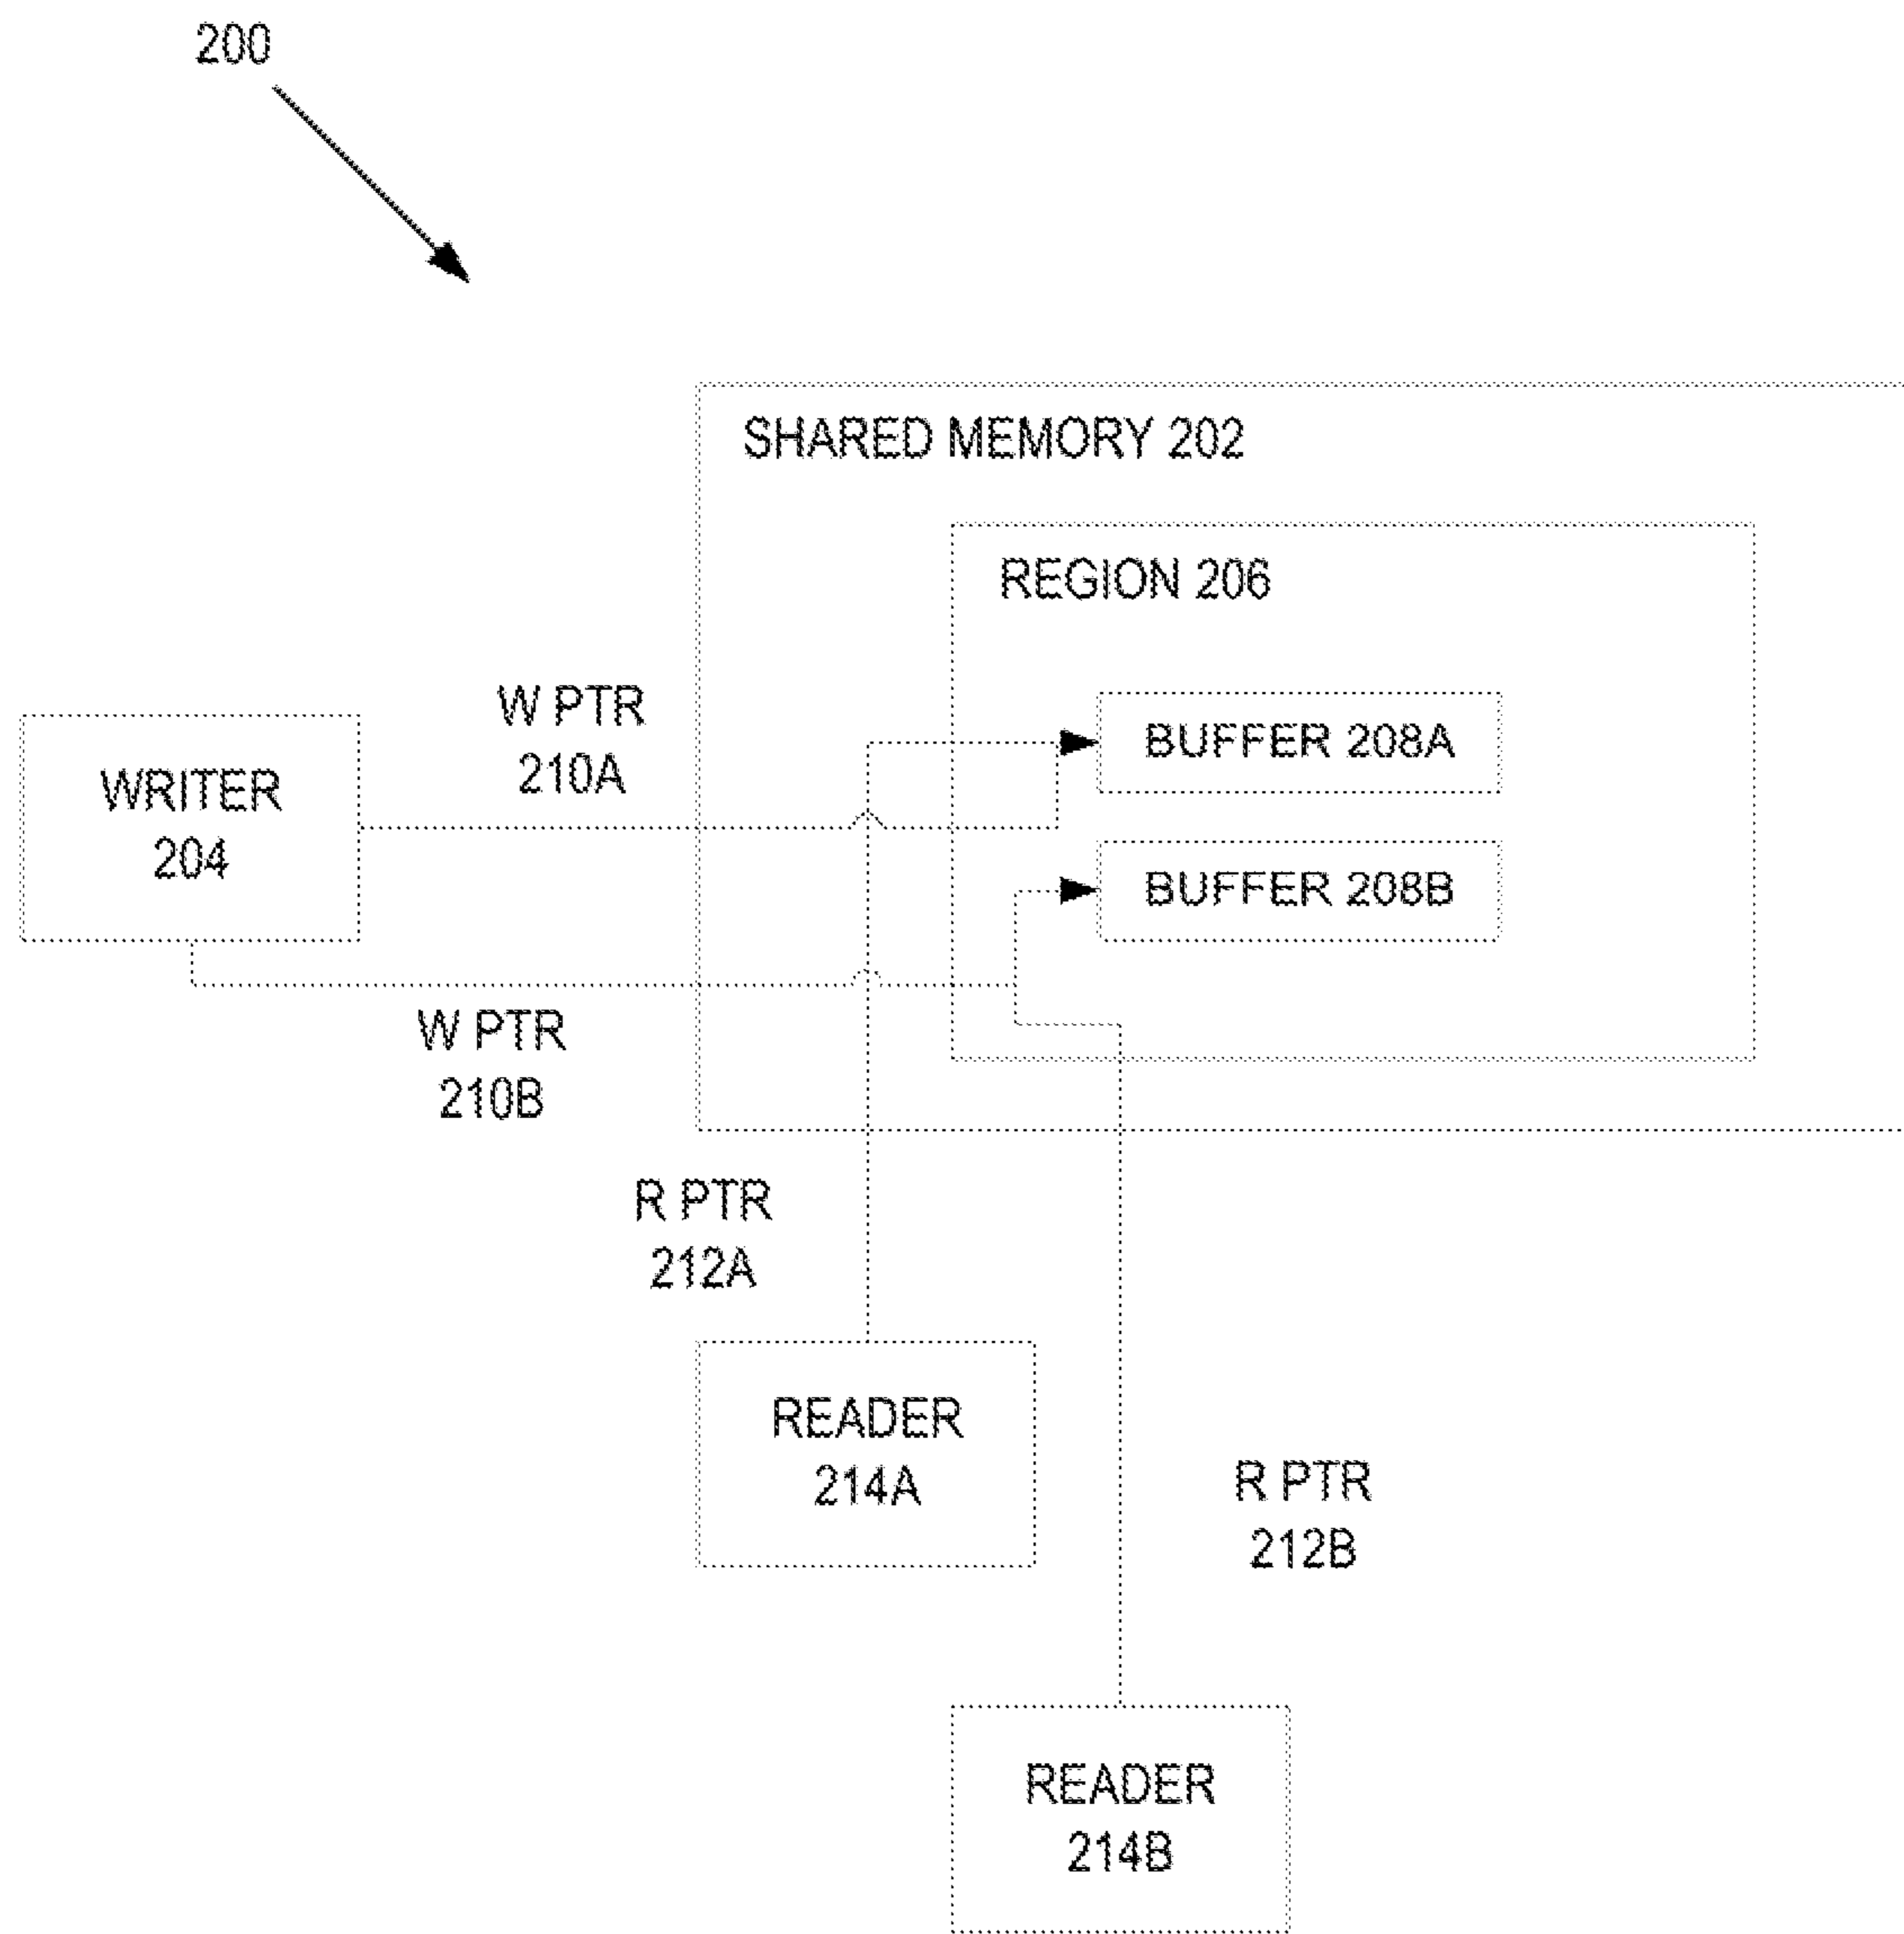 200
SHARED MEMORY 202
REGION 206
W PTR
210A
BUFFER 208A
WRITER
204
BUFFER 208B
W PTR
210B
R PTR
212A
READER
214A
R PTR
212B
READER
214B